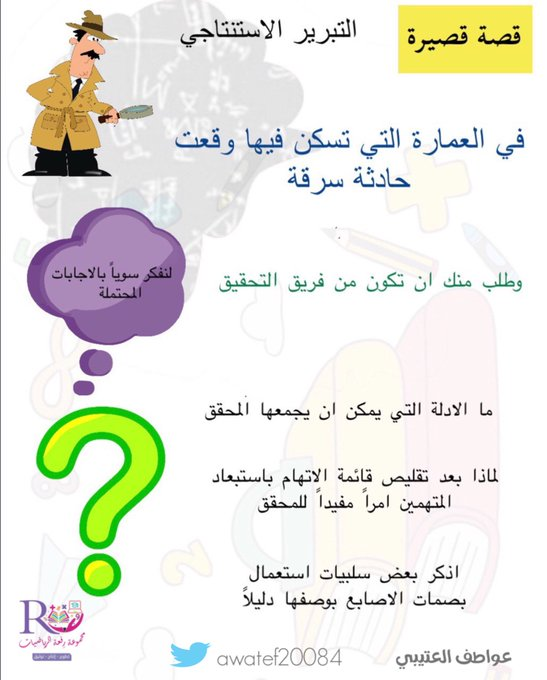 قصة قصيرة
التبرير الاستنتاجي
في العمارة التي تسكن فيها وقعت
حادثة سرقة
لنفكر سوياً بالاجابات
المحتملة
وطلب منك ان تكون من فريق التحقيق
ما الادلة التي يمكن ان يجمعها المحقق
لماذا بعد تقليص قائمة الاتهام باستبعاد
المتهمين امراً مفيداً للمحقق
اذكر بعض سلبيات استعمال
بصمات الاصابع بوصفها دليلاً
R
مجموعة رفعة الرياضيات
awatef20084
عواطف العتيبي